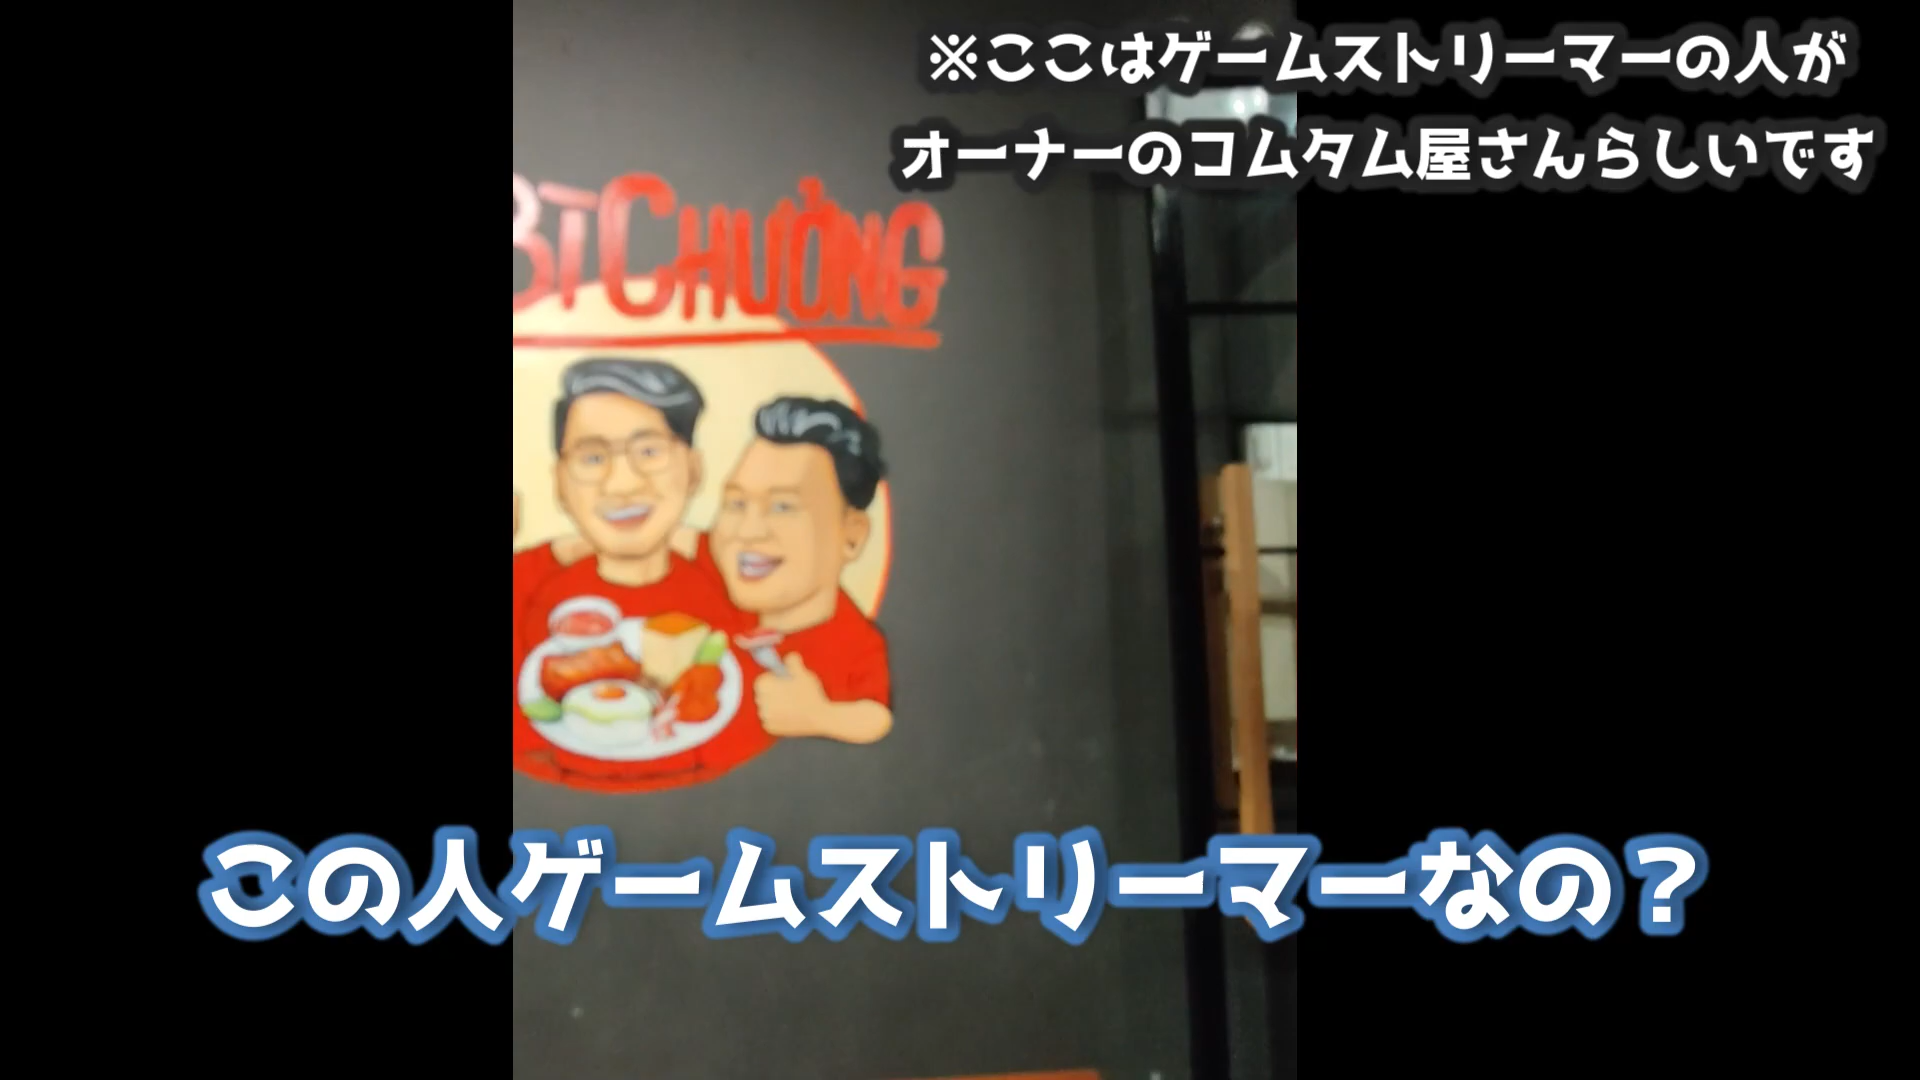 ※ここはゲームストリーマーの人が
オーナーのコムタム屋さんらしいです
BÌ CHƯỞNG
この人ゲームストリーマーなの？